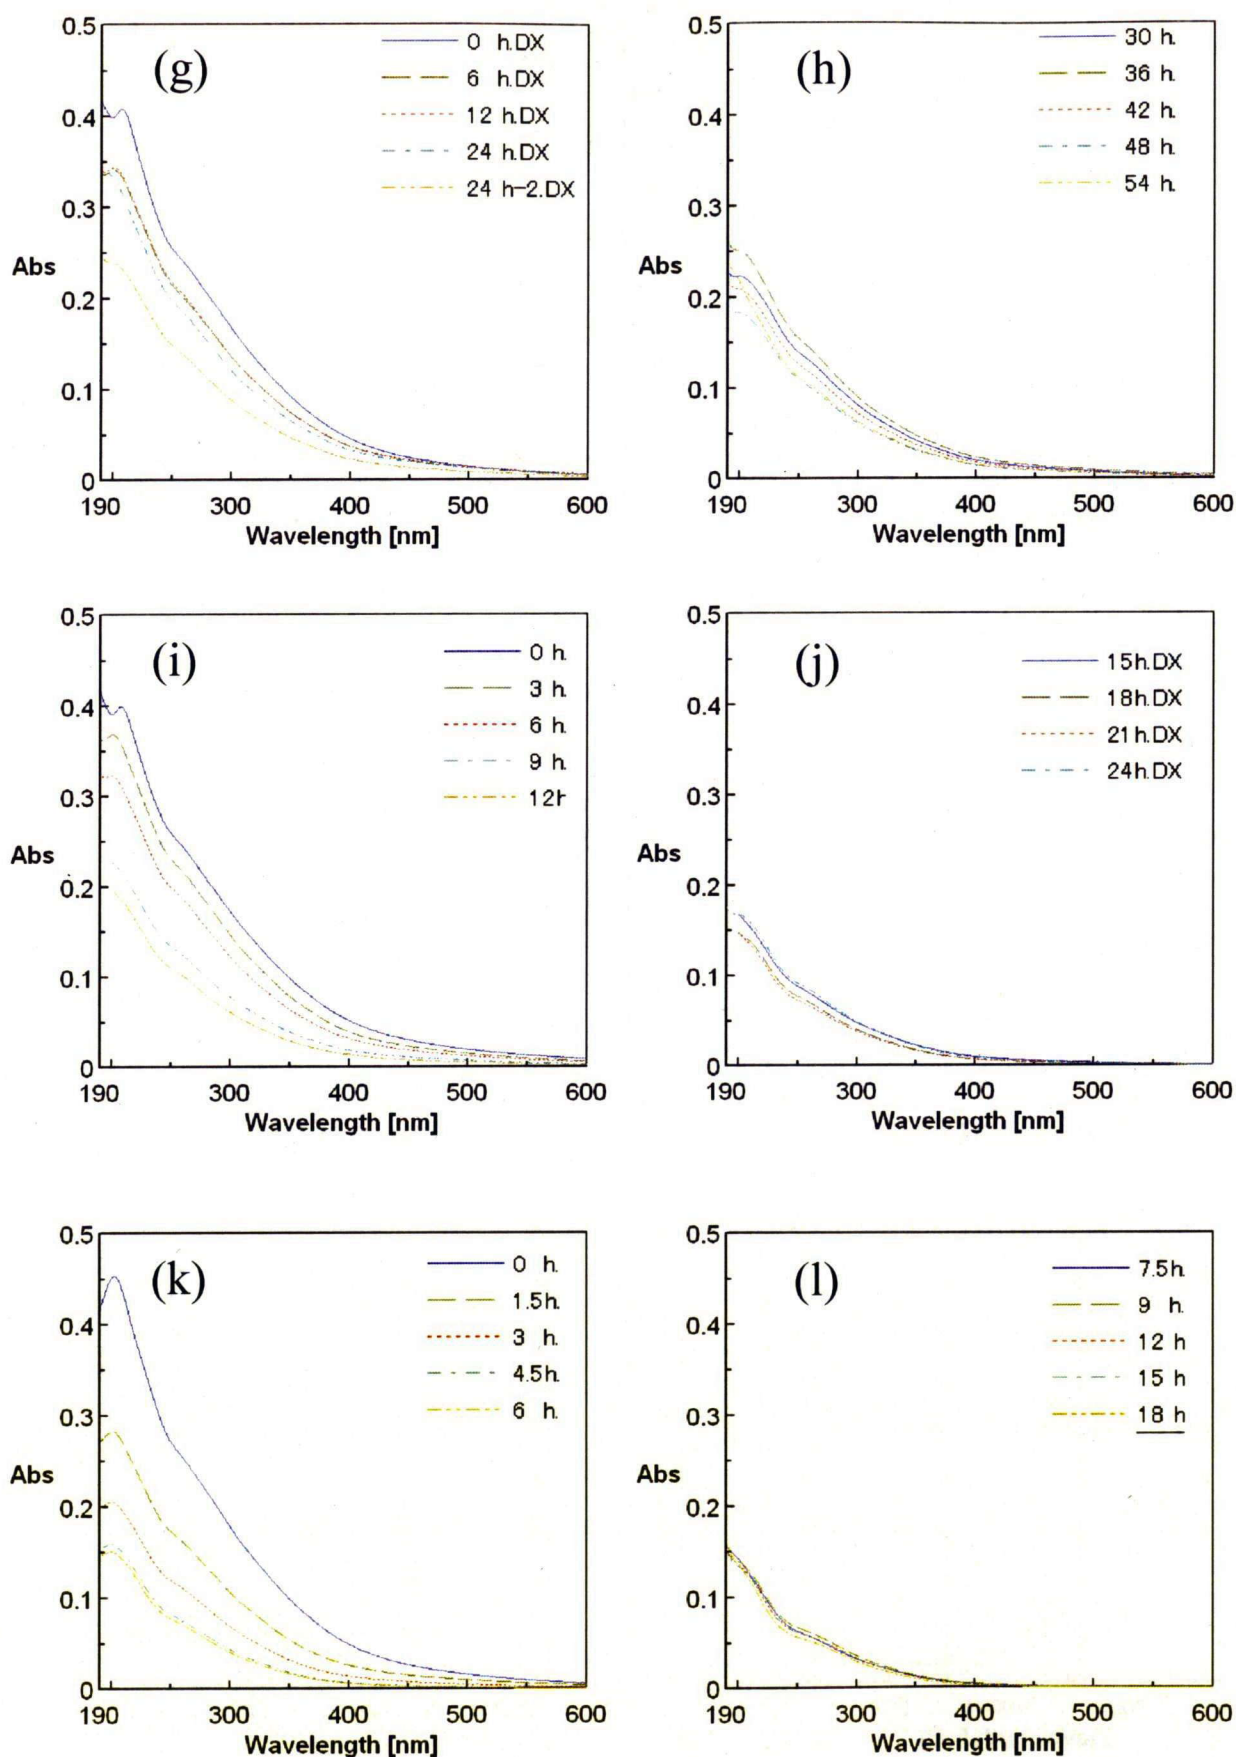 (g)
0 h.DX
6 h.DX
12 h.DX
24 h.DX
24 h-2.DX
0.5
0.4
0.3
0.2
0.1
0
Abs
190 300 400 500 600
Wavelength [nm]
(h)
30 h.
36 h.
42 h.
48 h.
54 h.
0.5
0.4
0.3
0.2
0.1
0
Abs
190 300 400 500 600
Wavelength [nm]
(i)
0 h.
3 h.
6 h.
9 h.
12h
0.5
0.4
0.3
0.2
0.1
0
Abs
190 300 400 500 600
Wavelength [nm]
(j)
15h.DX
18h.DX
21h.DX
24h.DX
0.5
0.4
0.3
0.2
0.1
0
Abs
190 300 400 500 600
Wavelength [nm]
(k)
0 h.
1.5h.
3 h.
4.5h.
6 h.
0.5
0.4
0.3
0.2
0.1
0
Abs
190 300 400 500 600
Wavelength [nm]
(l)
7.5h.
9 h.
12 h
15 h
18 h
0.5
0.4
0.3
0.2
0.1
0
Abs
190 300 400 500 600
Wavelength [nm]